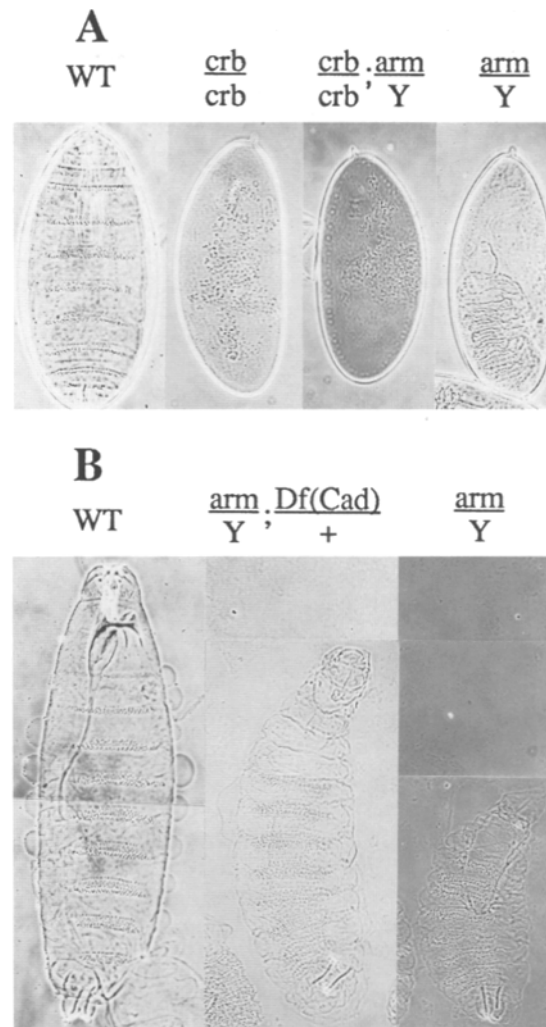 A
WT crb/crb crb/crb ; arm/Y arm/Y
B
WT arm/Y ; Df(Cad)/+ arm/Y